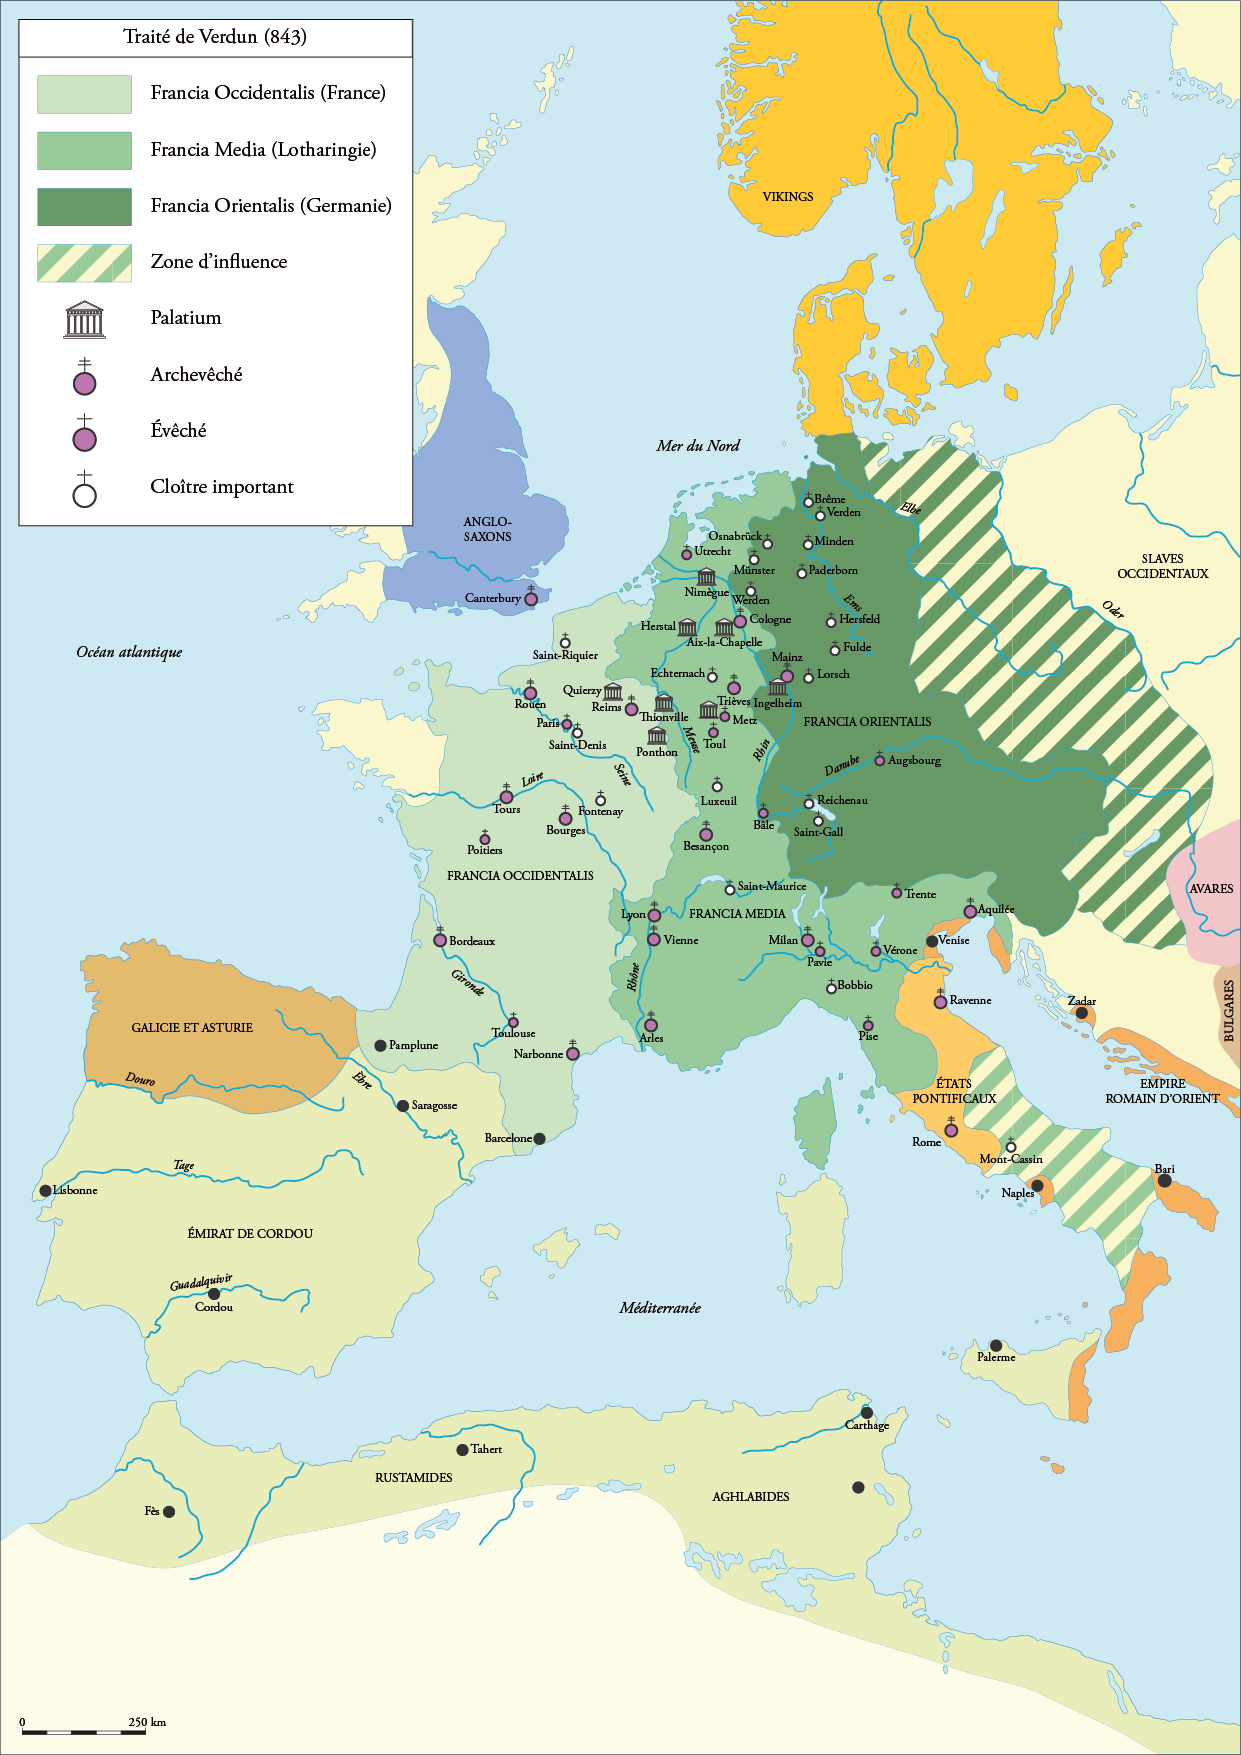 Traité de Verdun (843)
Francia Occidentalis (France)
Francia Media (Lotharingie)
Francia Orientalis (Germanie)
Zone d’influence
Palatium
Archevêché
Évêché
Cloître important
VIKINGS
Mer du Nord
ANGLO-
SAXONS
Canterbury
Océan atlantique
Brême
Verden
Elbe
Osnabrück
Minden
Utrecht
Münster
Paderborn
SLAVES
OCCIDENTAUX
Nimègue
Werden
Ems
Oder
Herstal
Cologne
Hersfeld
Aix-la-Chapelle
Saint-Riquier
Fulde
Mainz
Echternach
Lorsch
Quierzy
Rouen
Reims
Thionville
Trièves
Ingelheim
Paris
Metz
FRANCIA ORIENTALIS
Saint-Denis
Ponthon
Meuse
Toul
Rhin
Danube
Augsbourg
Loire
Seine
Tours
Fontenay
Luxeuil
Reichenau
Bourges
Bâle
Saint-Gall
Poitiers
Besançon
FRANCIA OCCIDENTALIS
Saint-Maurice
Trente
AVARES
Lyon
FRANCIA MEDIA
Aquilée
Bordeaux
Vienne
Milan
Venise
Vérone
Pavie
Gironde
Rhône
Bobbio
Ravenne
Zadar
BULGARES
GALICIE ET ASTURIE
Toulouse
Pamplune
Narbonne
Arles
Pise
Douro
Èbre
ÉTATS
PONTIFICAUX
EMPIRE
ROMAIN D’ORIENT
Saragosse
Barcelone
Rome
Mont-Cassin
Tage
Lisbonne
Naples
Bari
ÉMIRAT DE CORDOU
Guadalquivir
Cordou
Méditerranée
Palerme
Carthage
Tahert
RUSTAMIDES
AGHLABIDES
Fès
0
250 km